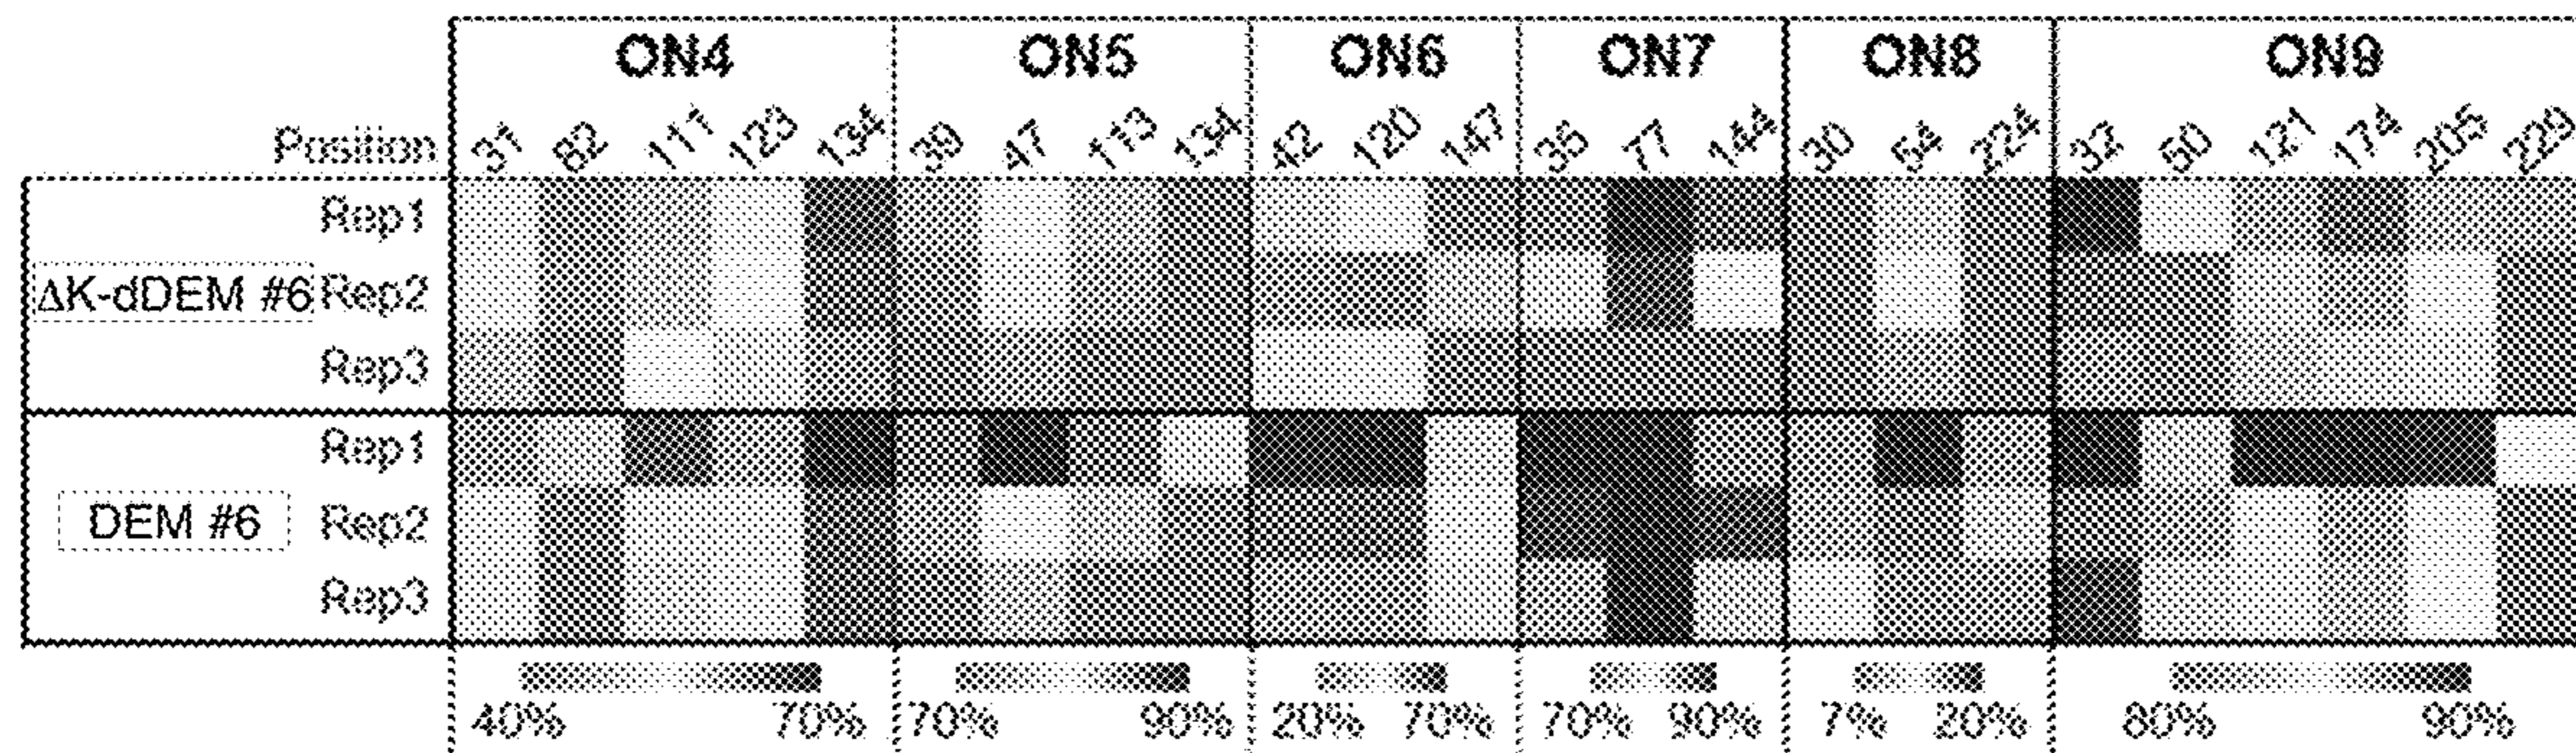 ON4 ON5 ON6 ON7 ON8 ON9
Position 31 82 111 123 134 39 47 113 134 42 120 147 35 77 144 30 54 224 32 50 121 174 205 229
Rep1
ΔK-dDEM #6 Rep2
Rep3
Rep1
DEM #6 Rep2
Rep3
40% 70% 70% 90% 20% 70% 70% 90% 7% 20% 80% 90%